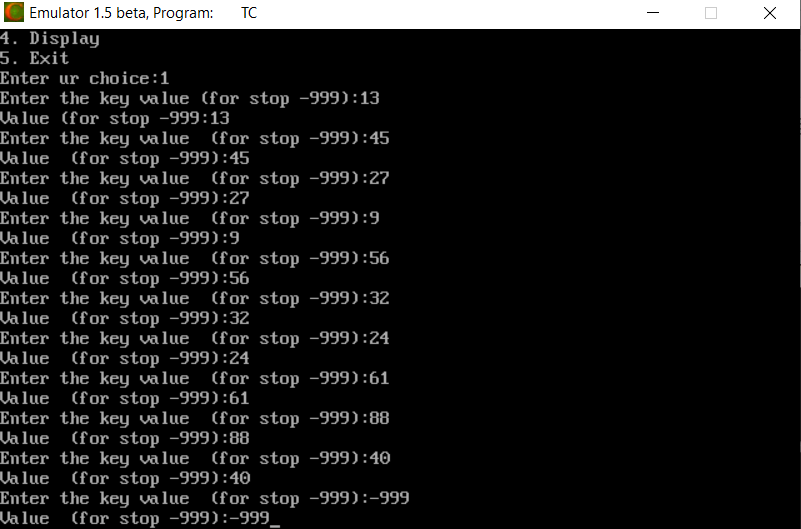 Emulator 1.5 beta, Program: TC
4. Display
5. Exit
Enter ur choice:1
Enter the key value (for stop -999):13
Value (for stop -999:13
Enter the key value  (for stop -999):45
Value  (for stop -999):45
Enter the key value  (for stop -999):27
Value  (for stop -999):27
Enter the key value  (for stop -999):9
Value  (for stop -999):9
Enter the key value  (for stop -999):56
Value  (for stop -999):56
Enter the key value  (for stop -999):32
Value  (for stop -999):32
Enter the key value  (for stop -999):24
Value  (for stop -999):24
Enter the key value  (for stop -999):61
Value  (for stop -999):61
Enter the key value  (for stop -999):88
Value  (for stop -999):88
Enter the key value  (for stop -999):40
Value  (for stop -999):40
Enter the key value  (for stop -999):-999
Value  (for stop -999):-999_